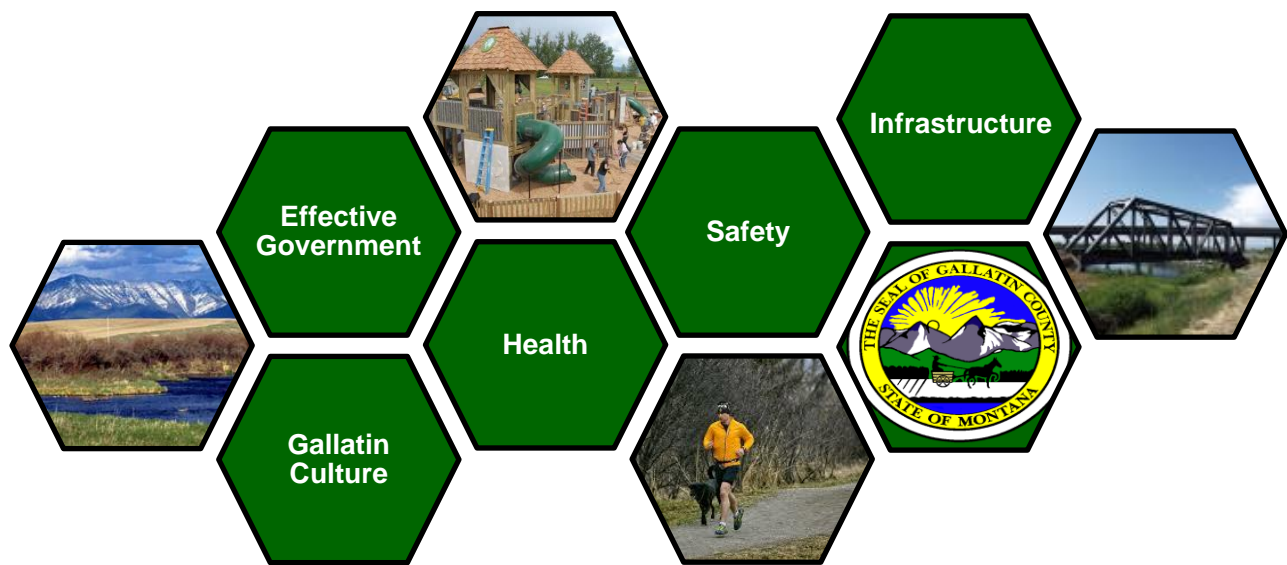 Infrastructure
Effective
Government
Safety
Health
THE SEAL OF GALLATIN COUNTY
STATE OF MONTANA
Gallatin
Culture